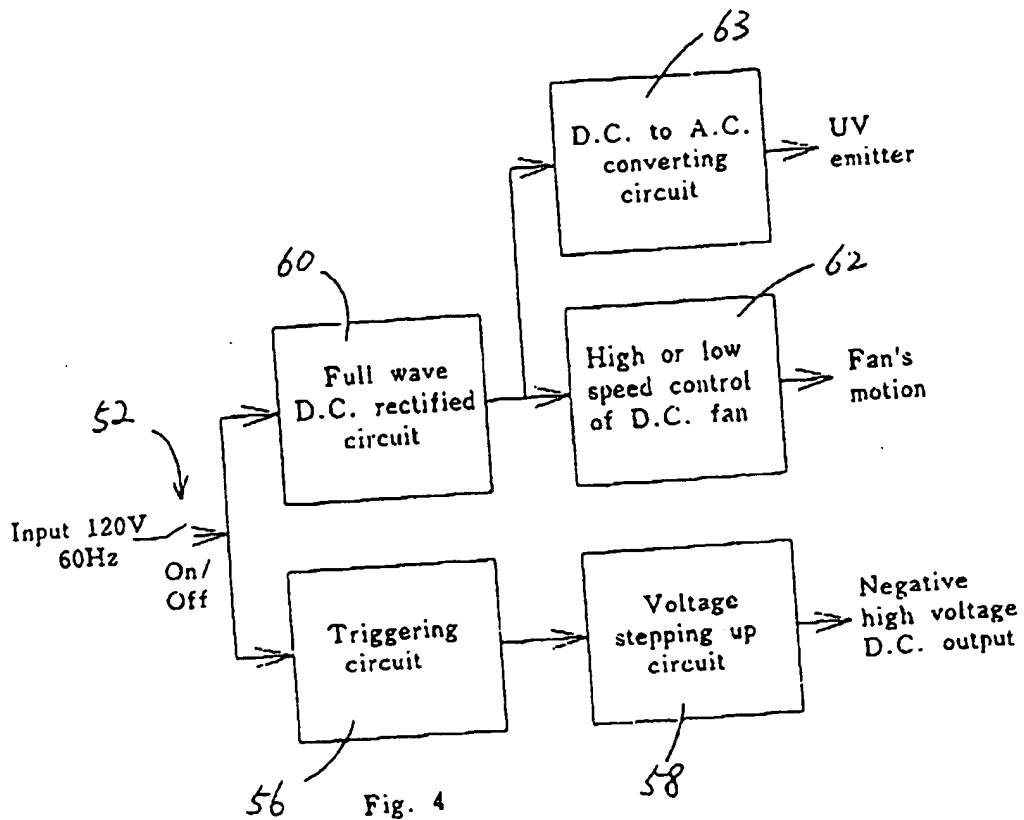 63
D.C. to A.C.
converting
circuit
UV
emitter
60
62
Full wave
D.C. rectified
circuit
High or low
speed control
of D.C. fan
Fan's
motion
52
Input 120V
60Hz
On/
Off
Triggering
circuit
Voltage
stepping up
circuit
Negative
high voltage
D.C. output
56
58
Fig. 4